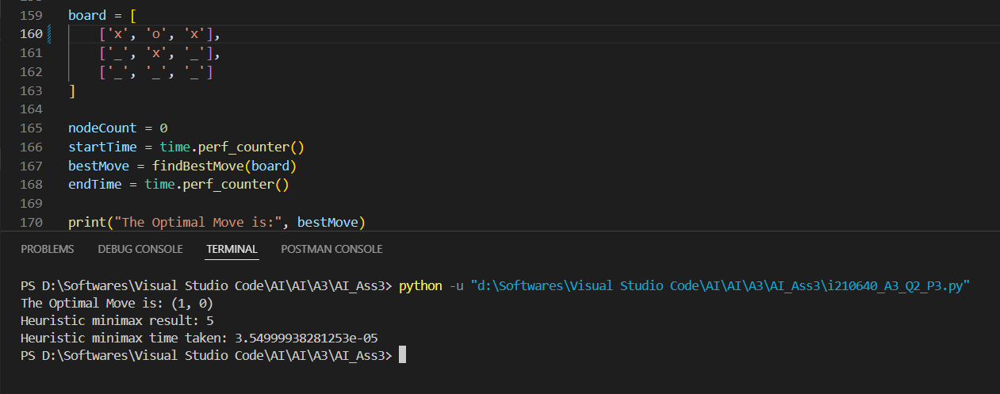 159 board = [
160 ['x', 'o', 'x'],
161 ['_', 'x', '_'],
162 ['_', '_', '_']
163 ]
164
165 nodeCount = 0
166 startTime = time.perf_counter()
167 bestMove = findBestMove(board)
168 endTime = time.perf_counter()
169
170 print("The Optimal Move is:", bestMove)
PROBLEMS DEBUG CONSOLE TERMINAL POSTMAN CONSOLE
PS D:\Softwares\Visual Studio Code\AI\AI\A3\AI_Ass3> python -u "d:\Softwares\Visual Studio Code\AI\AI\A3\AI_Ass3\i210640_A3_Q2_P3.py"
The Optimal Move is: (1, 0)
Heuristic minimax result: 5
Heuristic minimax time taken: 3.54999938281253e-05
PS D:\Softwares\Visual Studio Code\AI\AI\A3\AI_Ass3>